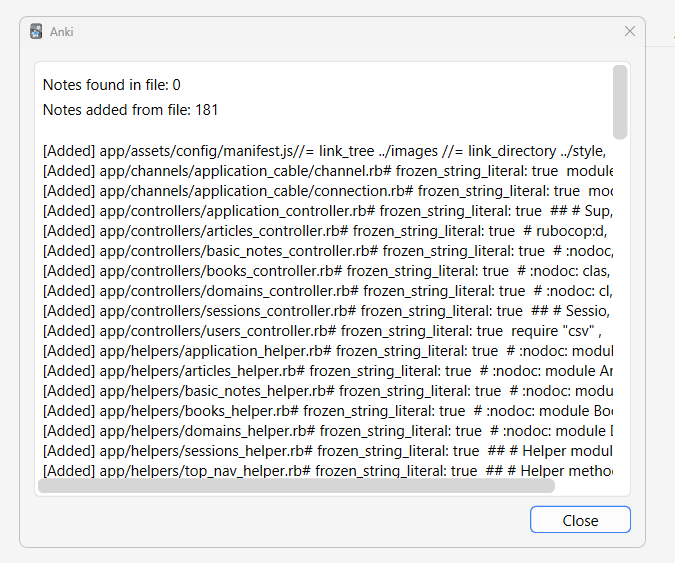 Anki
Notes found in file: 0
Notes added from file: 181
[Added] app/assets/config/manifest.js//= link_tree ../images //= link_directory ../style,
[Added] app/channels/application_cable/channel.rb# frozen_string_literal: true  module
[Added] app/channels/application_cable/connection.rb# frozen_string_literal: true  mod
[Added] app/controllers/application_controller.rb# frozen_string_literal: true  ## # Sup,
[Added] app/controllers/articles_controller.rb# frozen_string_literal: true  # rubocop:d,
[Added] app/controllers/basic_notes_controller.rb# frozen_string_literal: true  # :nodoc,
[Added] app/controllers/books_controller.rb# frozen_string_literal: true  # :nodoc: clas,
[Added] app/controllers/domains_controller.rb# frozen_string_literal: true  # :nodoc: cl,
[Added] app/controllers/sessions_controller.rb# frozen_string_literal: true  ## # Sessio,
[Added] app/controllers/users_controller.rb# frozen_string_literal: true  require "csv" ,
[Added] app/helpers/application_helper.rb# frozen_string_literal: true  # :nodoc: modul
[Added] app/helpers/articles_helper.rb# frozen_string_literal: true  # :nodoc: module Ar
[Added] app/helpers/basic_notes_helper.rb# frozen_string_literal: true  # :nodoc: modu
[Added] app/helpers/books_helper.rb# frozen_string_literal: true  # :nodoc: module Boo
[Added] app/helpers/domains_helper.rb# frozen_string_literal: true  # :nodoc: module D
[Added] app/helpers/sessions_helper.rb# frozen_string_literal: true  ## # Helper modul
[Added] app/helpers/top_nav_helper.rb# frozen_string_literal: true  ## # Helper metho
Close